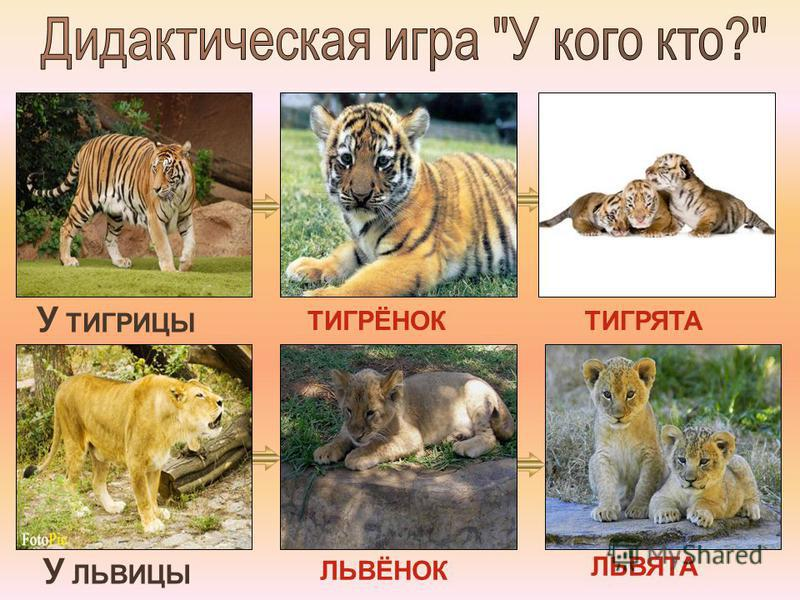 Дидактическая игра "У кого кто?"
У ТИГРИЦЫ
ТИГРЁНОК
ТИГРЯТА
FotoPic
У ЛЬВИЦЫ
ЛЬВЁНОК
ЛЬВЯТА
MyShared